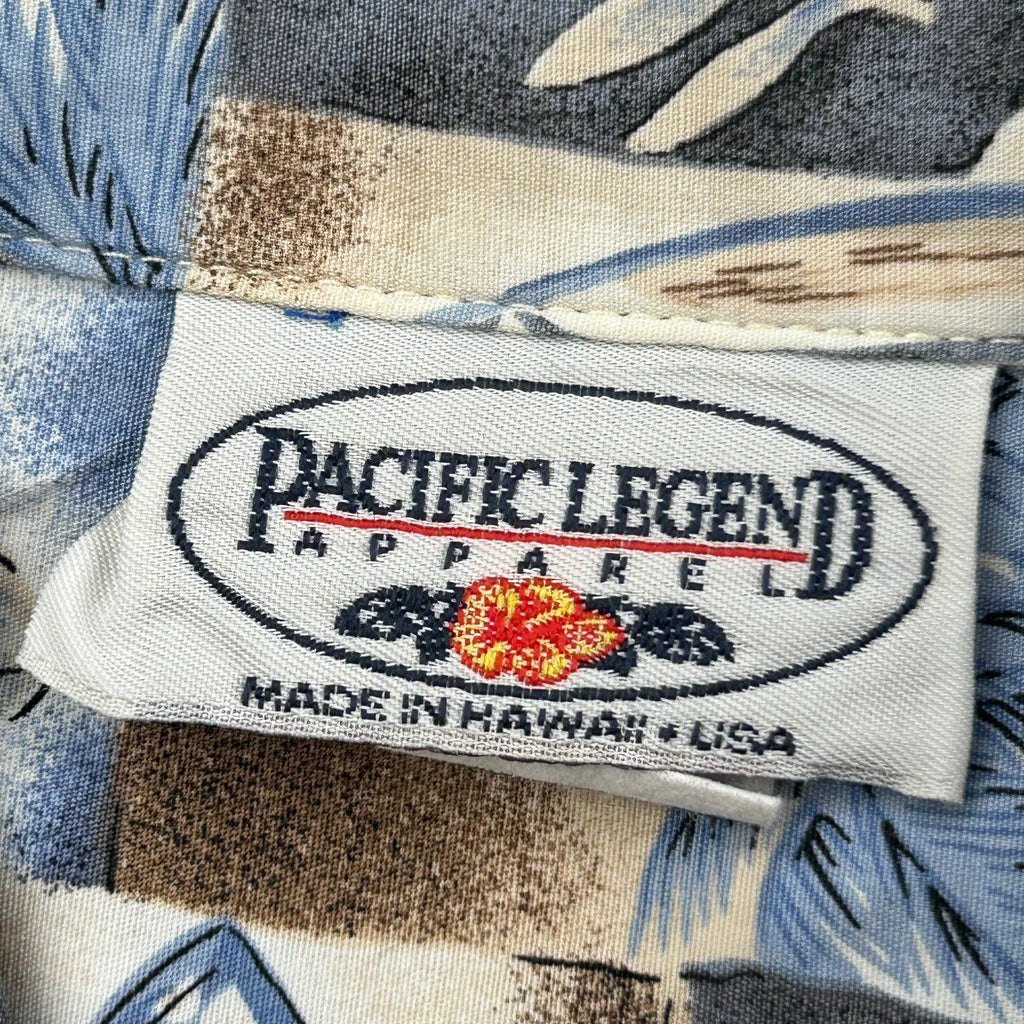 PACIFIC LEGEND
APPAREL
MADE IN HAWAII • USA